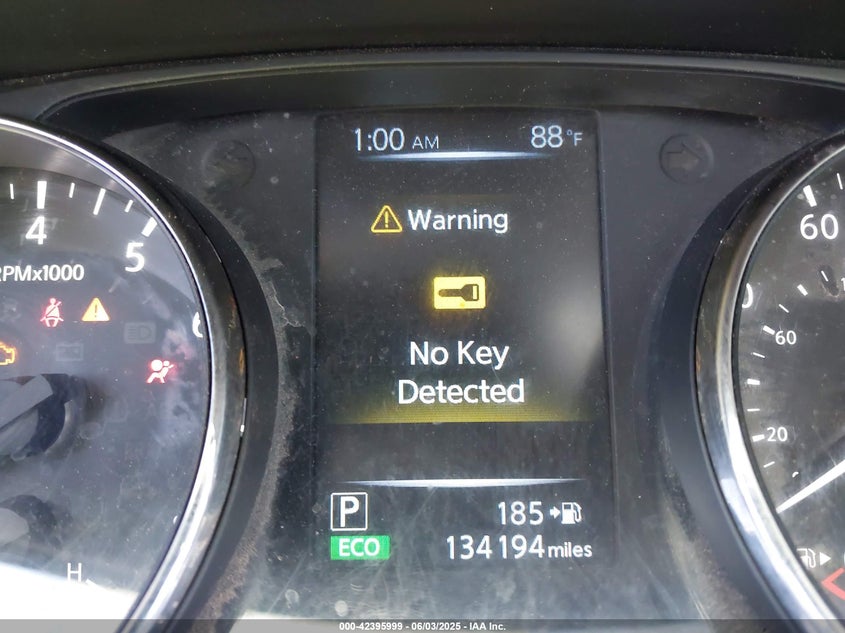 1:00 AM 88°F
Warning
4
5
6
RPMx1000
No Key
Detected
60
60
20
P 185
ECO 134194 miles
H
000-42395999 - 06/03/2025 - IAA Inc.